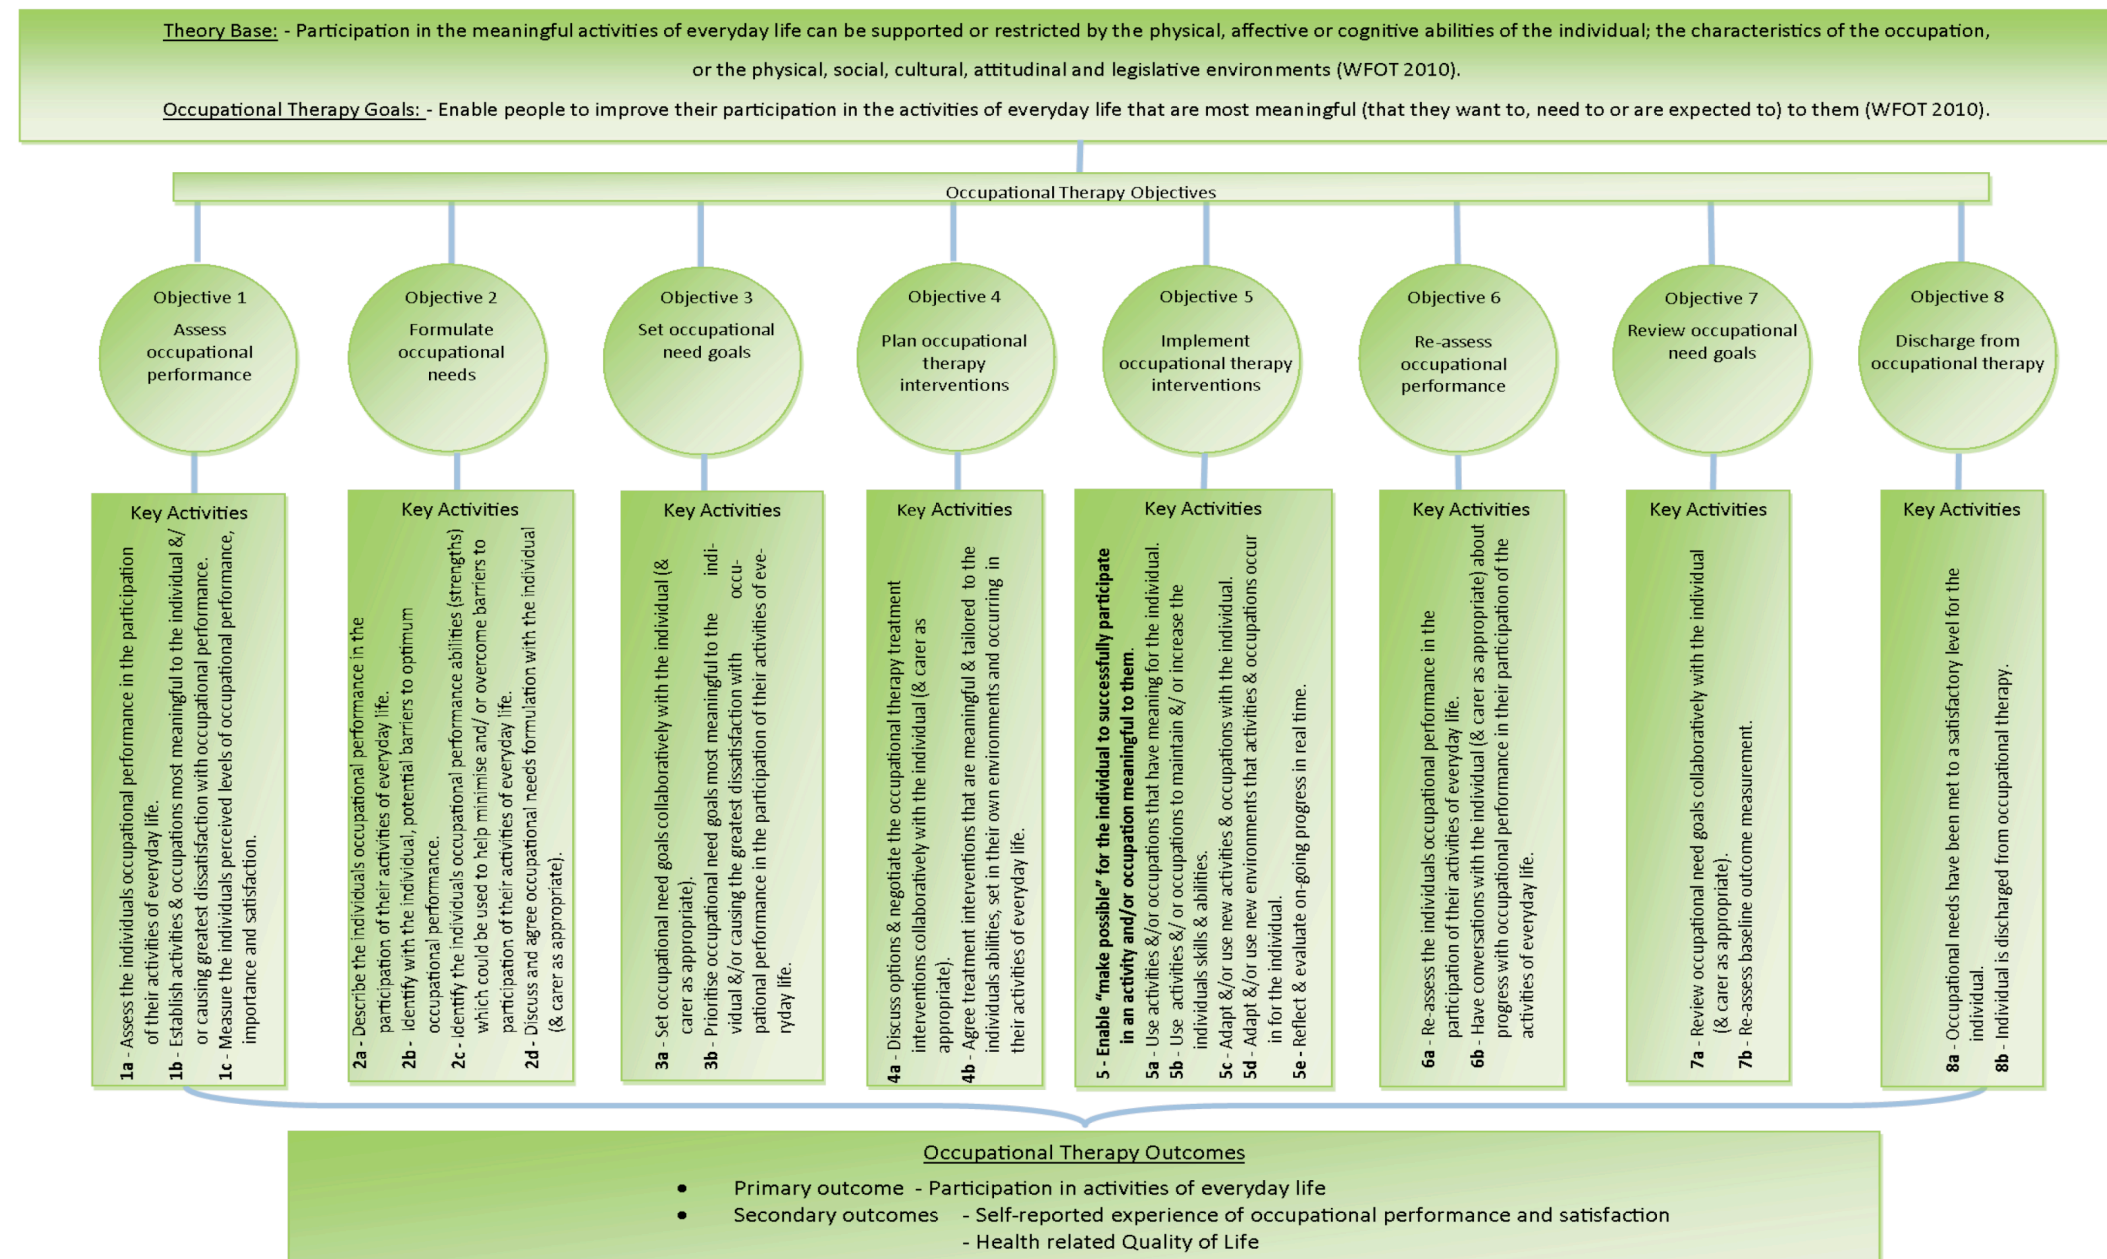 Theory Base: - Participation in the meaningful activities of everyday life can be supported or restricted by the physical, affective or cognitive abilities of the individual; the characteristics of the occupation,
or the physical, social, cultural, attitudinal and legislative environments (WFOT 2010).
Occupational Therapy Goals: - Enable people to improve their participation in the activities of everyday life that are most meaningful (that they want to, need to or are expected to) to them (WFOT 2010).
Occupational Therapy Objectives
Objective 1
Assess
occupational
performance
Objective 2
Formulate
occupational
needs
Objective 3
Set occupational
need goals
Objective 4
Plan occupational
therapy
interventions
Objective 5
Implement
occupational therapy
interventions
Objective 6
Re-assess
occupational
performance
Objective 7
Review occupational
need goals
Objective 8
Discharge from
occupational therapy
Key Activities
1a - Assess the individuals occupational performance in the participation
of their activities of everyday life.
1b - Establish activities & occupations most meaningful to the individual &/
or causing greatest dissatisfaction with occupational performance.
1c - Measure the individuals perceived levels of occupational performance,
importance and satisfaction.
Key Activities
2a - Describe the individuals occupational performance in the
participation of their activities of everyday life.
2b - Identify with the individual, potential barriers to optimum
occupational performance.
2c - Identify the individuals occupational performance abilities (strengths)
which could be used to help minimise and/ or overcome barriers to
participation of their activities of everyday life.
2d - Discuss and agree occupational needs formulation with the individual
(& carer as appropriate).
Key Activities
3a - Set occupational need goals collaboratively with the individual (&
carer as appropriate).
3b - Prioritise occupational need goals most meaningful to the indi-
vidual &/or causing the greatest dissatisfaction with occu-
pational performance in the participation of their activities of eve-
ryday life.
Key Activities
4a - Discuss options & negotiate the occupational therapy treatment
interventions collaboratively with the individual (& carer as
appropriate).
4b - Agree treatment interventions that are meaningful & tailored to the
individuals abilities, set in their own environments and occurring in
their activities of everyday life.
Key Activities
5 - Enable "make possible" for the individual to successfully participate
in an activity and/or occupation meaningful to them.
5a - Use activities &/or occupations that have meaning for the individual.
5b - Use activities &/ or occupations to maintain &/ or increase the
individuals skills & abilities.
5c - Adapt &/or use new activities & occupations with the individual.
5d - Adapt &/or use new environments that activities & occupations occur
in for the individual.
5e - Reflect & evaluate on-going progress in real time.
Key Activities
6a - Re-assess the individuals occupational performance in the
participation of their activities of everyday life.
6b - Have conversations with the individual (& carer as appropriate) about
progress with occupational performance in their participation of the
activities of everyday life.
Key Activities
7a - Review occupational need goals collaboratively with the individual
(& carer as appropriate).
7b - Re-assess baseline outcome measurement.
Key Activities
8a - Occupational needs have been met to a satisfactory level for the
individual.
8b - Individual is discharged from occupational therapy.
Occupational Therapy Outcomes
• Primary outcome - Participation in activities of everyday life
• Secondary outcomes - Self-reported experience of occupational performance and satisfaction
- Health related Quality of Life